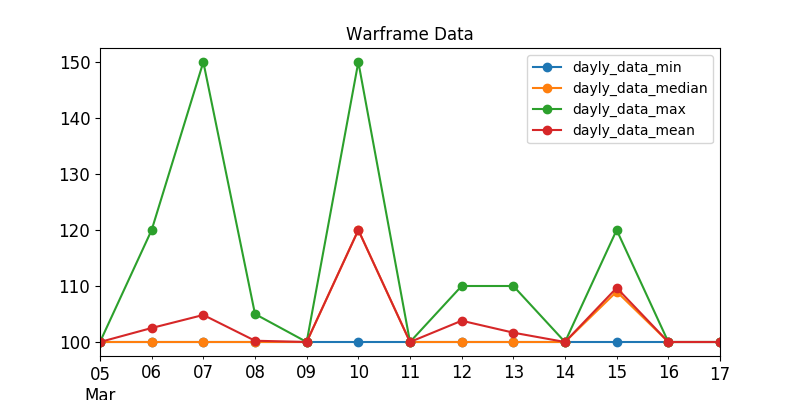 Warframe Data
dayly_data_min
dayly_data_median
dayly_data_max
dayly_data_mean
150
140
130
120
110
100
05 06 07 08 09 10 11 12 13 14 15 16 17
Mar